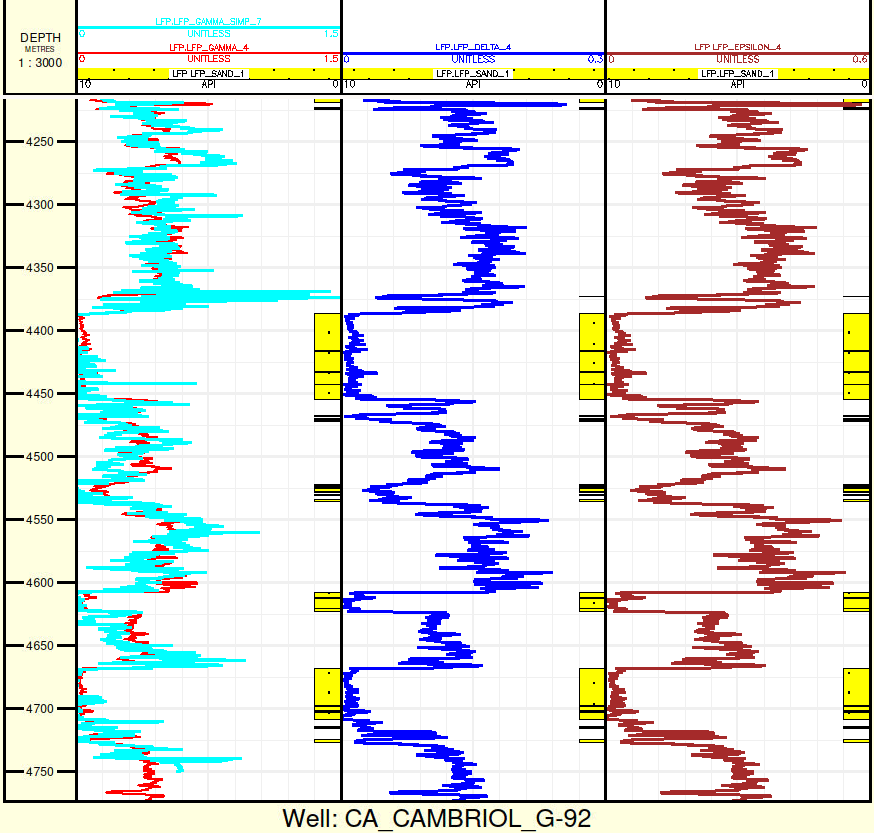 LFP.LFP_GAMMA_SIMP_7
0 UNITLESS 1.5
DEPTH
METRES
1 : 3000
LFP.LFP_GAMMA_4
0 UNITLESS 1.5
LFP.LFP_SAND_1
10 API 0
LFP.LFP_DELTA_4
0 UNITLESS 0.3
LFP.LFP_SAND_1
10 API 0
LFP.LFP_EPSILON_4
0 UNITLESS 0.6
LFP.LFP_SAND_1
10 API 0
4250
4300
4350
4400
4450
4500
4550
4600
4650
4700
4750
Well: CA_CAMBRIOL_G-92